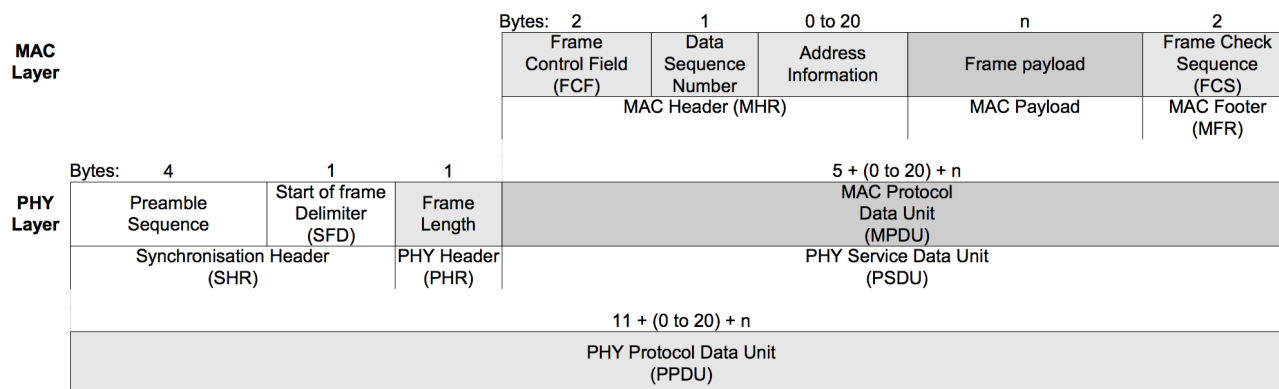 Bytes: 2 1 0 to 20 n 2
MAC
Layer
Frame
Control Field
(FCF)
Data
Sequence
Number
Address
Information
Frame payload
Frame Check
Sequence
(FCS)
MAC Header (MHR)
MAC Payload
MAC Footer
(MFR)
Bytes: 4 1 1 5 + (0 to 20) + n
PHY
Layer
Preamble
Sequence
Start of frame
Delimiter
(SFD)
Frame
Length
MAC Protocol
Data Unit
(MPDU)
Synchronisation Header
(SHR)
PHY Header
(PHR)
PHY Service Data Unit
(PSDU)
11 + (0 to 20) + n
PHY Protocol Data Unit
(PPDU)